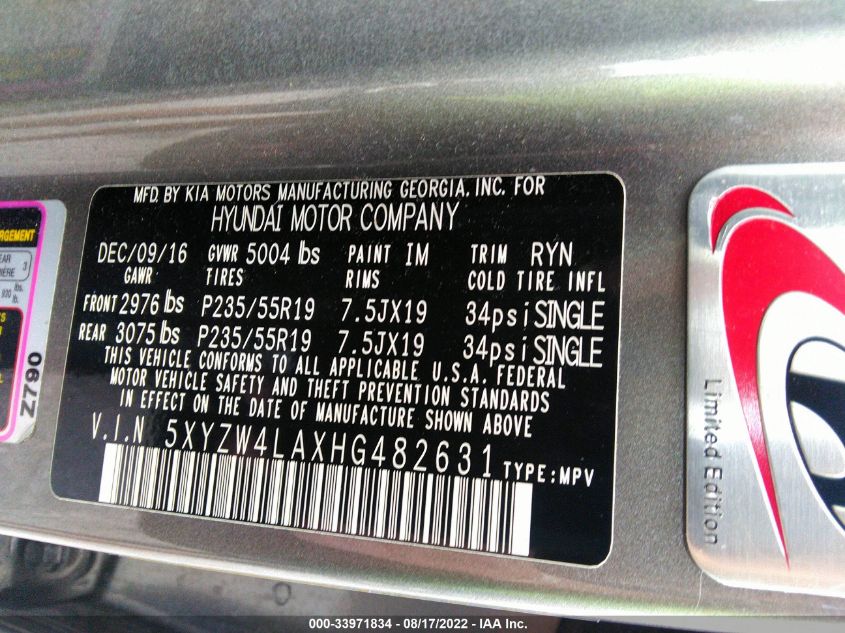 MFD. BY KIA MOTORS MANUFACTURING GEORGIA, INC. FOR
HYUNDAI MOTOR COMPANY
DEC/09/16 GVWR 5004 lbs PAINT IM TRIM RYN
GAWR TIRES RIMS COLD TIRE INFL
FRONT 2976 lbs P235/55R19 7.5JX19 34psi SINGLE
REAR 3075 lbs P235/55R19 7.5JX19 34psi SINGLE
THIS VEHICLE CONFORMS TO ALL APPLICABLE U.S.A. FEDERAL
MOTOR VEHICLE SAFETY AND THEFT PREVENTION STANDARDS
IN EFFECT ON THE DATE OF MANUFACTURE SHOWN ABOVE
V.I.N 5XYZW4LAXHG482631 TYPE:MPV
Z790
Limited Edition
000-33971834 - 08/17/2022 - IAA Inc.